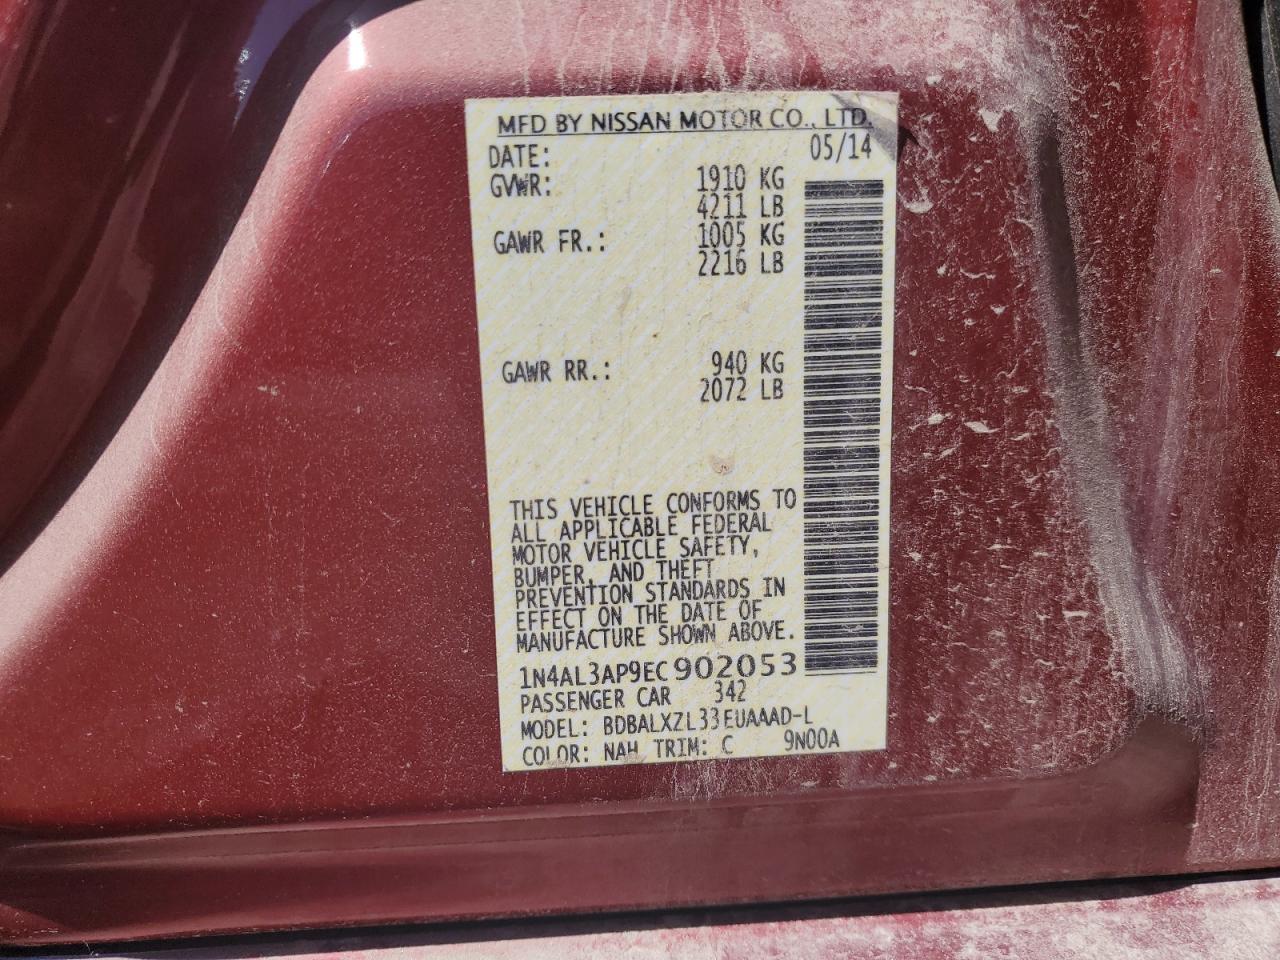 MFD BY NISSAN MOTOR CO., LTD.
DATE: 05/14
GVWR: 1910 KG
4211 LB
GAWR FR.: 1005 KG
2216 LB
GAWR RR.: 940 KG
2072 LB
THIS VEHICLE CONFORMS TO
ALL APPLICABLE FEDERAL
MOTOR VEHICLE SAFETY,
BUMPER, AND THEFT
PREVENTION STANDARDS IN
EFFECT ON THE DATE OF
MANUFACTURE SHOWN ABOVE.
1N4AL3AP9EC902053
PASSENGER CAR 342
MODEL: BDBALXZL33EUAAAD-L
COLOR: NAH TRIM: C 9N00A